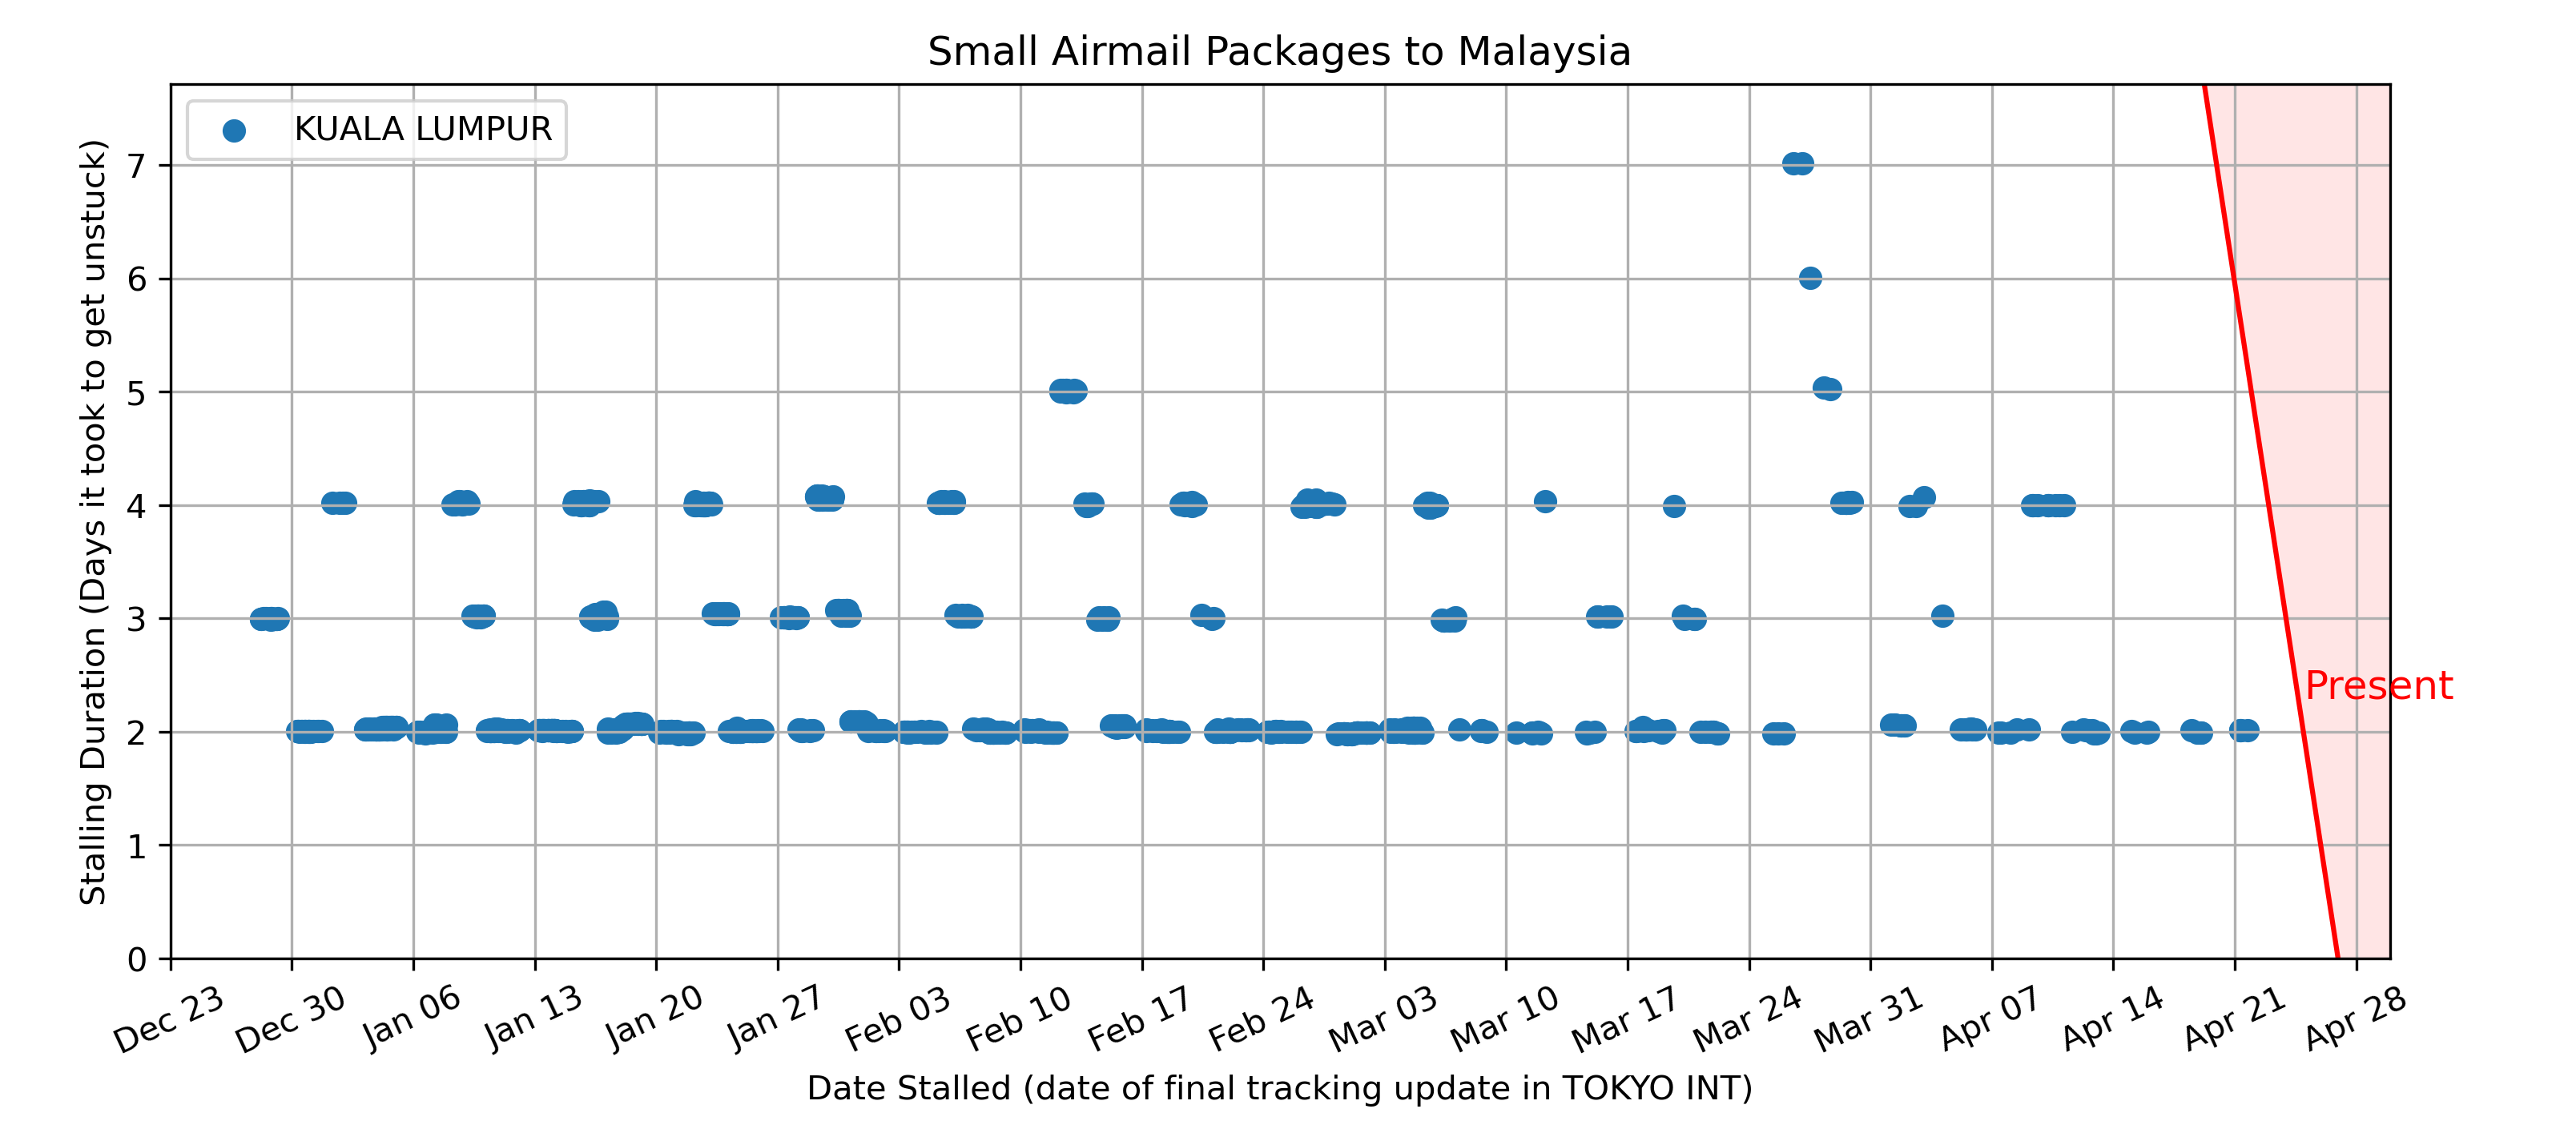 Small Airmail Packages to Malaysia
KUALA LUMPUR
Stalling Duration (Days it took to get unstuck)
7
6
5
4
3
2
1
0
Present
Dec 23 Dec 30 Jan 06 Jan 13 Jan 20 Jan 27 Feb 03 Feb 10 Feb 17 Feb 24 Mar 03 Mar 10 Mar 17 Mar 24 Mar 31 Apr 07 Apr 14 Apr 21 Apr 28
Date Stalled (date of final tracking update in TOKYO INT)